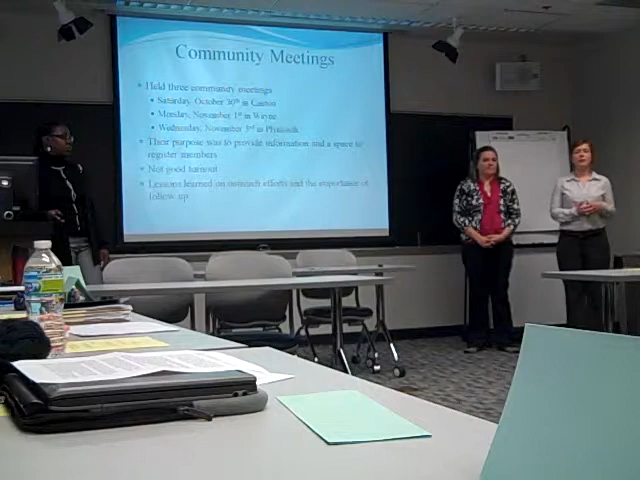 Community Meetings
• Held three community meetings
• Saturday, October 30th in Canton
• Monday, November 1st in Wayne
• Wednesday, November 3rd in Plymouth
• Their purpose was to provide information and a space to
register members
• Not good turnout
• Lessons learned on outreach efforts and the importance of
follow up